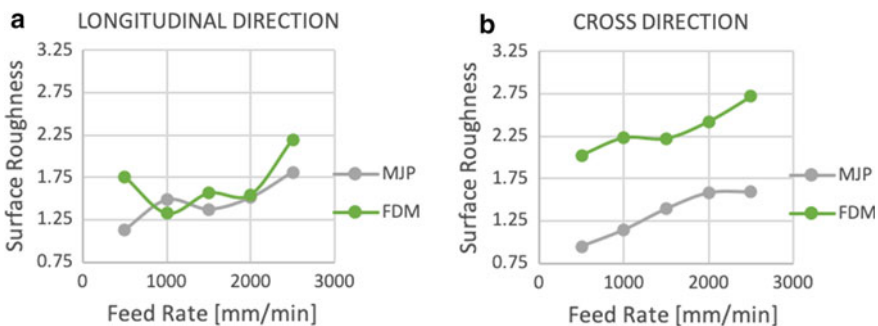 a LONGITUDINAL DIRECTION
Surface Roughness
3.25
2.75
2.25
1.75
1.25
0.75
0 1000 2000 3000
Feed Rate [mm/min]
MJP
FDM
b CROSS DIRECTION
Surface Roughness
3.25
2.75
2.25
1.75
1.25
0.75
0 1000 2000 3000
Feed Rate [mm/min]
MJP
FDM